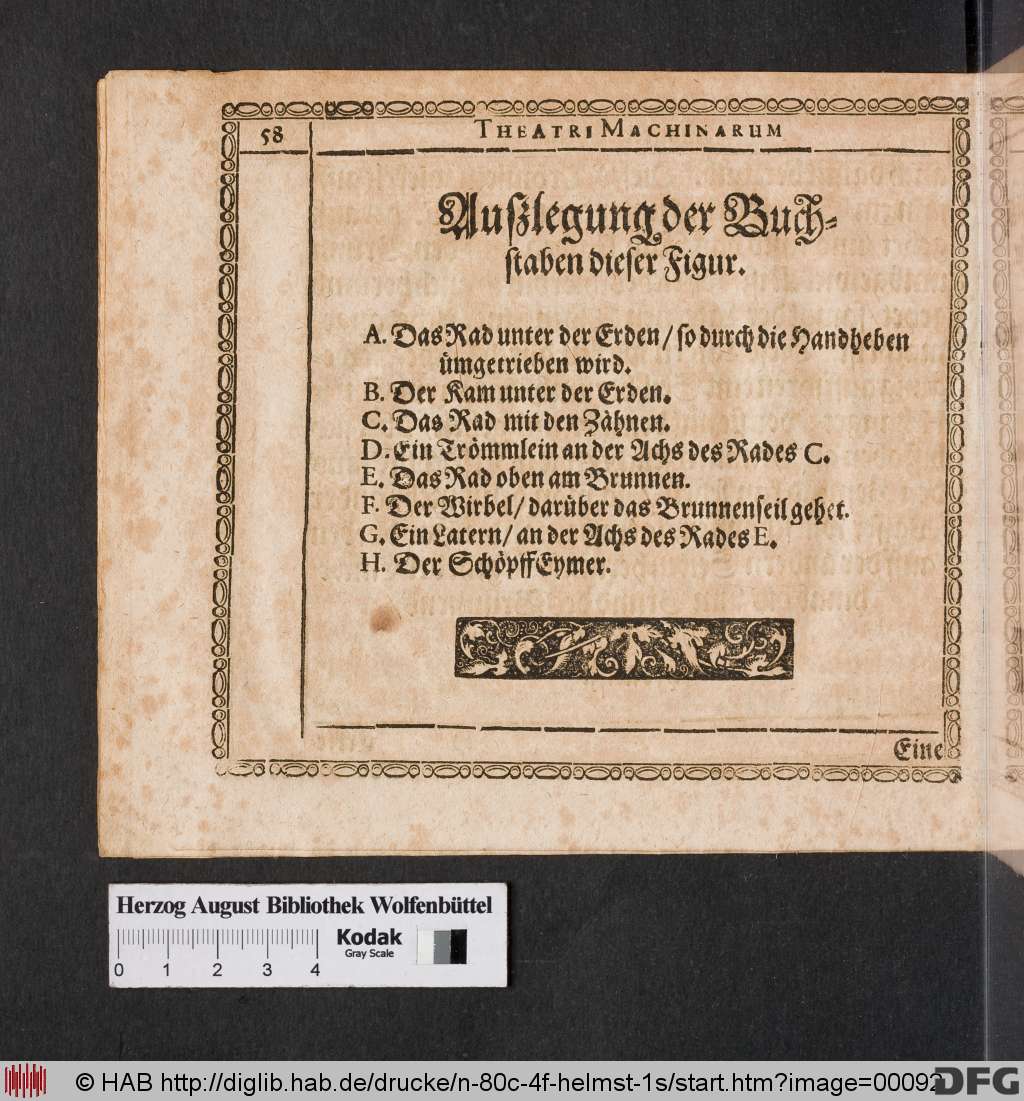 58
THEATRI MACHINARUM
Außlegung der Buch-
staben dieser Figur.
A. Das Rad unter der Erden / so durch die Handheben
ümgetrieben wird.
B. Der Kam unter der Erden.
C. Das Rad mit den Zähnen.
D. Ein Trömmlein an der Achs des Rades C.
E. Das Rad oben am Brunnen.
F. Der Wirbel / darüber das Brunnenseil gehet.
G. Ein Latern / an der Achs des Rades E.
H. Der SchöpffEymer.
Eine
Herzog August Bibliothek Wolfenbüttel
0 1 2 3 4
Kodak
Gray Scale
© HAB http://diglib.hab.de/drucke/n-80c-4f-helmst-1s/start.htm?image=00092
DFG